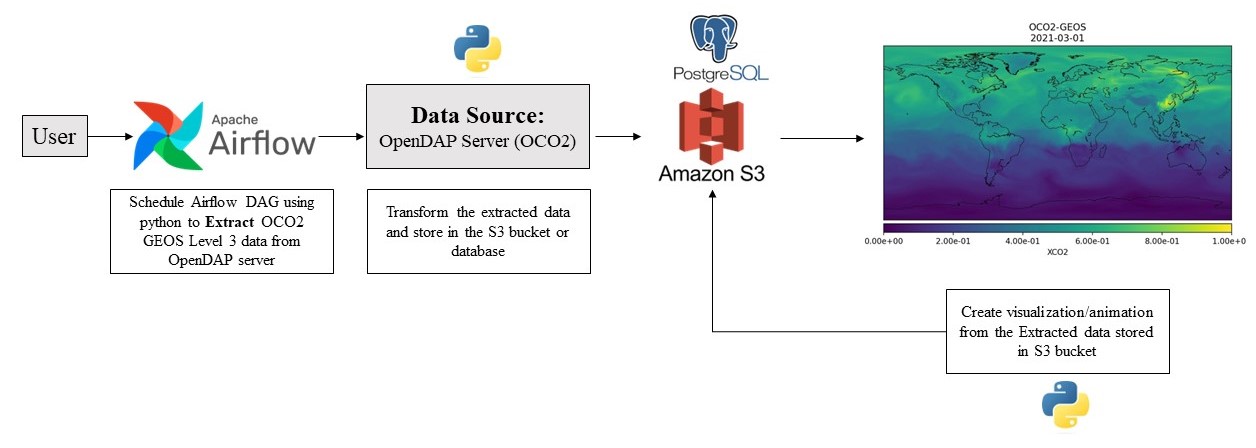 User
Apache
Airflow
Schedule Airflow DAG using
python to Extract OCO2
GEOS Level 3 data from
OpenDAP server
Data Source:
OpenDAP Server (OCO2)
Transform the extracted data
and store in the S3 bucket or
database
PostgreSQL
Amazon S3
OCO2-GEOS
2021-03-01
0.00e+00 2.00e-01 4.00e-01 6.00e-01 8.00e-01 1.00e+0
XCO2
Create visualization/animation
from the Extracted data stored
in S3 bucket